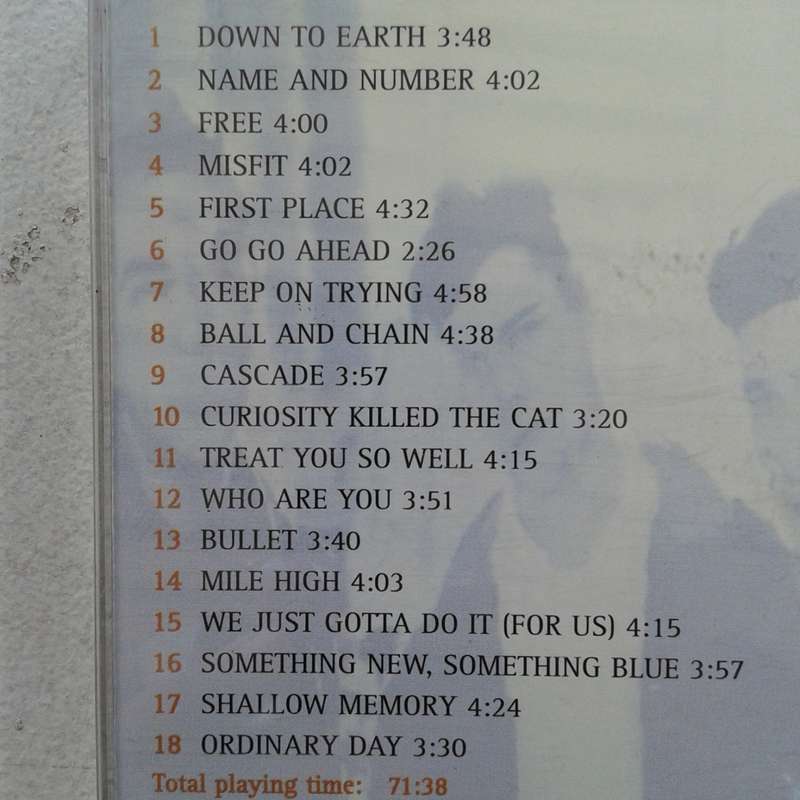 1 DOWN TO EARTH 3:48
2 NAME AND NUMBER 4:02
3 FREE 4:00
4 MISFIT 4:02
5 FIRST PLACE 4:32
6 GO GO AHEAD 2:26
7 KEEP ON TRYING 4:58
8 BALL AND CHAIN 4:38
9 CASCADE 3:57
10 CURIOSITY KILLED THE CAT 3:20
11 TREAT YOU SO WELL 4:15
12 WHO ARE YOU 3:51
13 BULLET 3:40
14 MILE HIGH 4:03
15 WE JUST GOTTA DO IT (FOR US) 4:15
16 SOMETHING NEW, SOMETHING BLUE 3:57
17 SHALLOW MEMORY 4:24
18 ORDINARY DAY 3:30
Total playing time: 71:38